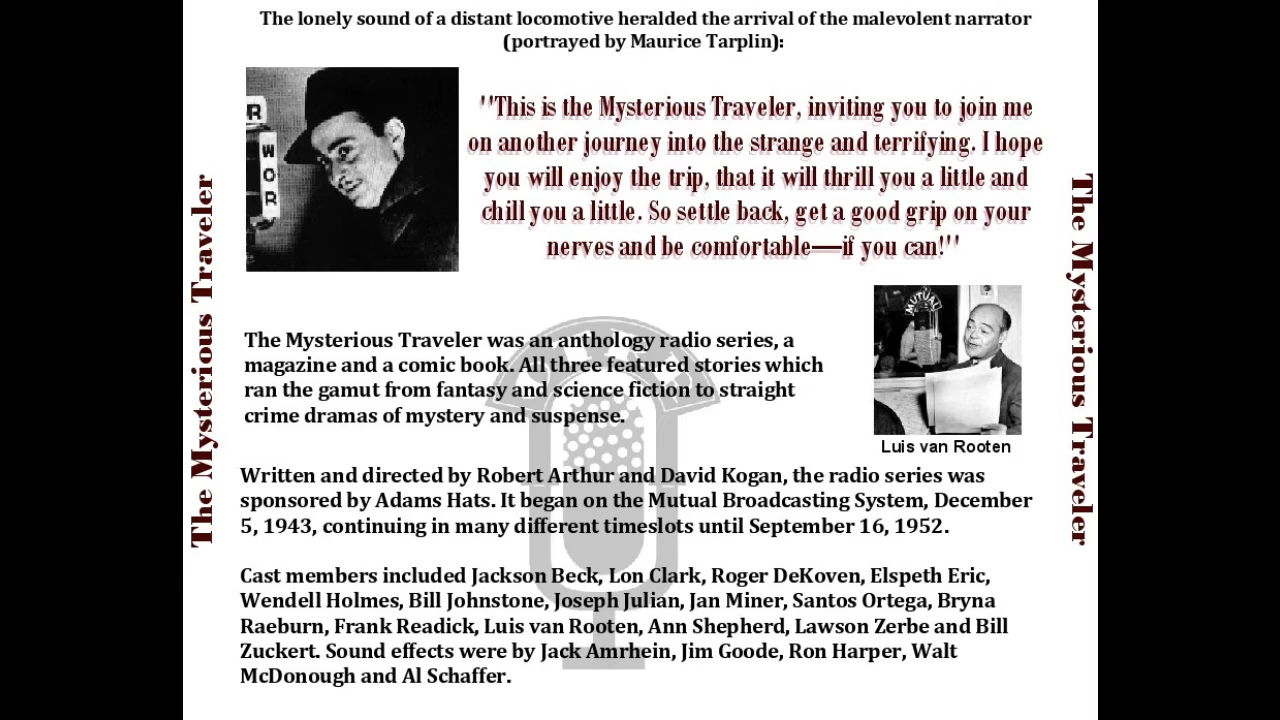 The lonely sound of a distant locomotive heralded the arrival of the malevolent narrator
(portrayed by Maurice Tarplin):
R
WOR
"This is the Mysterious Traveler, inviting you to join me
on another journey into the strange and terrifying. I hope
you will enjoy the trip, that it will thrill you a little and
chill you a little. So settle back, get a good grip on your
nerves and be comfortable—if you can!"
The Mysterious Traveler
The Mysterious Traveler
MUTUAL
Luis van Rooten
The Mysterious Traveler was an anthology radio series, a
magazine and a comic book. All three featured stories which
ran the gamut from fantasy and science fiction to straight
crime dramas of mystery and suspense.
Written and directed by Robert Arthur and David Kogan, the radio series was
sponsored by Adams Hats. It began on the Mutual Broadcasting System, December
5, 1943, continuing in many different timeslots until September 16, 1952.
Cast members included Jackson Beck, Lon Clark, Roger DeKoven, Elspeth Eric,
Wendell Holmes, Bill Johnstone, Joseph Julian, Jan Miner, Santos Ortega, Bryna
Raeburn, Frank Readick, Luis van Rooten, Ann Shepherd, Lawson Zerbe and Bill
Zuckert. Sound effects were by Jack Amrhein, Jim Goode, Ron Harper, Walt
McDonough and Al Schaffer.